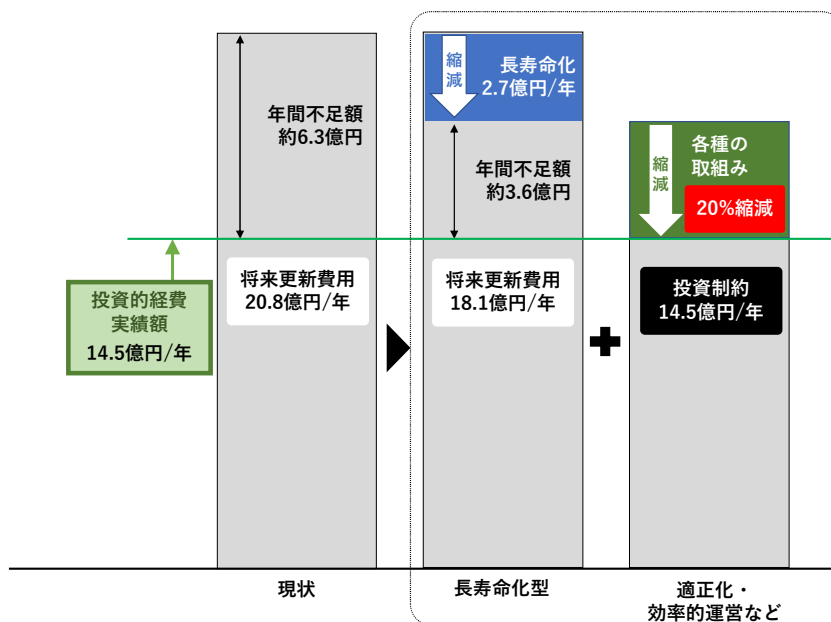 年間不足額
約6.3億円
縮減
長寿命化
2.7億円/年
年間不足額
約3.6億円
縮減
各種の
取組み
20%縮減
投資的経費
実績額
14.5億円/年
将来更新費用
20.8億円/年
将来更新費用
18.1億円/年
投資制約
14.5億円/年
現状
長寿命化型
適正化・
効率的運営など